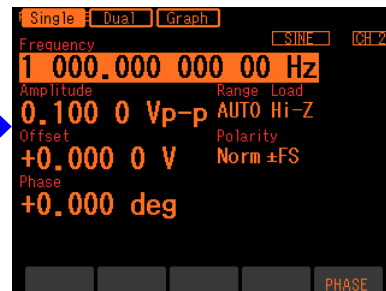 Single Dual Graph
SINE CH 2
Frequency
1 000.000 000 00 Hz
Amplitude Range Load
0.100 0 Vp-p AUTO Hi-Z
Offset Polarity
+0.000 0 V Norm ±FS
Phase
+0.000 deg
PHASE